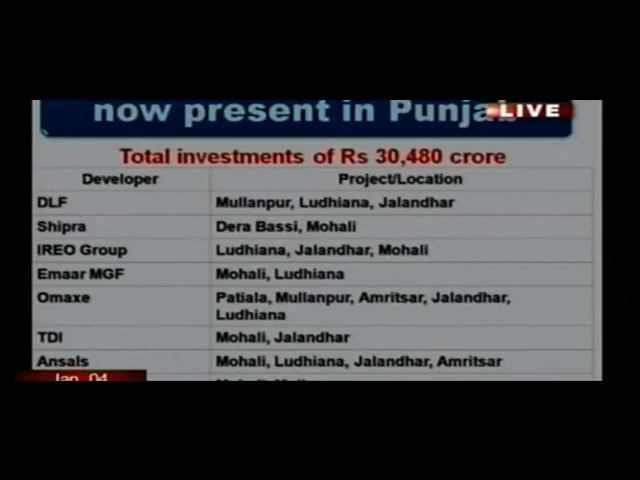 now present in Punjab
LIVE
Total investments of Rs 30,480 crore
Developer Project/Location
DLF Mullanpur, Ludhiana, Jalandhar
Shipra Dera Bassi, Mohali
IREO Group Ludhiana, Jalandhar, Mohali
Emaar MGF Mohali, Ludhiana
Omaxe Patiala, Mullanpur, Amritsar, Jalandhar,
Ludhiana
TDI Mohali, Jalandhar
Ansals Mohali, Ludhiana, Jalandhar, Amritsar
Jan 04